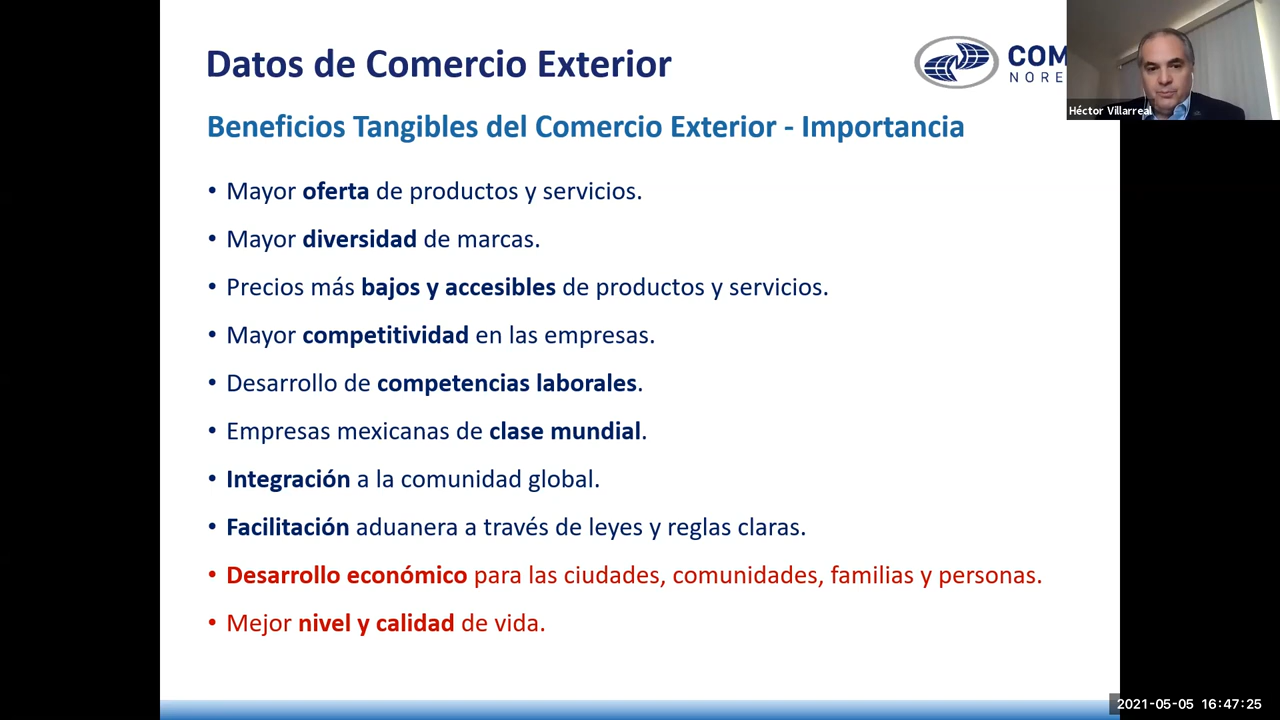 Datos de Comercio Exterior
COM
NORE
Héctor Villarreal
Beneficios Tangibles del Comercio Exterior - Importancia
• Mayor oferta de productos y servicios.
• Mayor diversidad de marcas.
• Precios más bajos y accesibles de productos y servicios.
• Mayor competitividad en las empresas.
• Desarrollo de competencias laborales.
• Empresas mexicanas de clase mundial.
• Integración a la comunidad global.
• Facilitación aduanera a través de leyes y reglas claras.
• Desarrollo económico para las ciudades, comunidades, familias y personas.
• Mejor nivel y calidad de vida.
2021-05-05 16:47:25